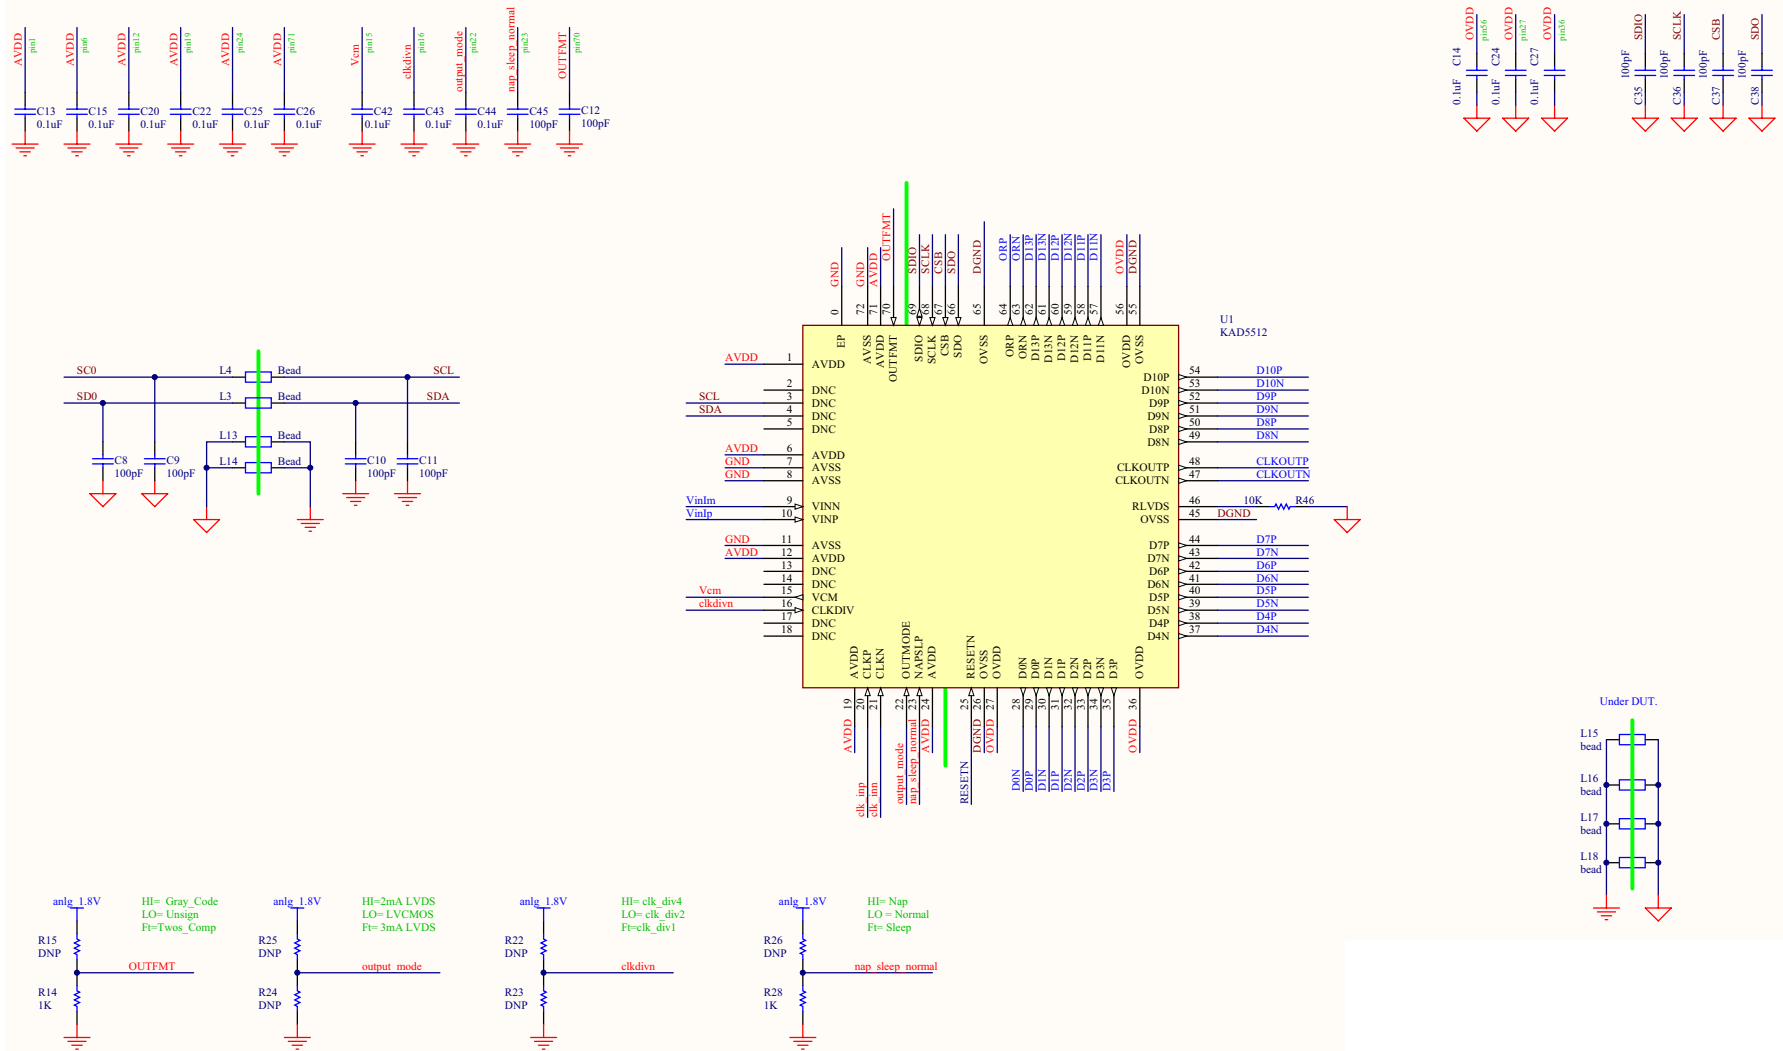 AVDD pin1 C13 0.1uF
AVDD pin6 C15 0.1uF
AVDD pin12 C20 0.1uF
AVDD pin19 C22 0.1uF
AVDD pin24 C25 0.1uF
AVDD pin71 C26 0.1uF
Vcm pin15 C42 0.1uF
clkdivn pin16 C43 0.1uF
output_mode pin22 C44 0.1uF
nap_sleep_normal pin23 C45 100pF
OUTFMT pin70 C12 100pF
OVDD pin56 C14 0.1uF
OVDD pin27 C24 0.1uF
OVDD pin36 C27 0.1uF
SDIO 100pF C35
SCLK 100pF C36
CSB 100pF C37
SDO 100pF C38
SC0 L4 Bead SCL
SD0 L3 Bead SDA
L13 Bead
L14 Bead
C8 100pF
C9 100pF
C10 100pF
C11 100pF
U1
KAD5512
GND 0 EP
GND 72 AVSS
AVDD 71 AVDD
OUTFMT 70 OUTFMT
SDIO 69 SDIO
SCLK 68 SCLK
CSB 67 CSB
SDO 66 SDO
DGND 65 OVSS
ORP 64 ORP
ORN 63 ORN
D13P 62 D13P
D13N 61 D13N
D12P 60 D12P
D12N 59 D12N
D11P 58 D11P
D11N 57 D11N
OVDD 56 OVDD
DGND 55 OVSS
AVDD 1 AVDD
2 DNC
SCL 3 DNC
SDA 4 DNC
5 DNC
AVDD 6 AVDD
GND 7 AVSS
GND 8 AVSS
VinIm 9 VINN
VinIp 10 VINP
GND 11 AVSS
AVDD 12 AVDD
13 DNC
14 DNC
Vcm 15 VCM
clkdivn 16 CLKDIV
17 DNC
18 DNC
D10P 54 D10P
D10N 53 D10N
D9P 52 D9P
D9N 51 D9N
D8P 50 D8P
D8N 49 D8N
CLKOUTP 48 CLKOUTP
CLKOUTN 47 CLKOUTN
RLVDS 46 10K R46
OVSS 45 DGND
D7P 44 D7P
D7N 43 D7N
D6P 42 D6P
D6N 41 D6N
D5P 40 D5P
D5N 39 D5N
D4P 38 D4P
D4N 37 D4N
AVDD 19 AVDD
CLKP 20 clk_inp
CLKN 21 clk_inn
OUTMODE 22 output_mode
NAPSLP 23 nap_sleep_normal
AVDD 24 AVDD
RESETN 25 RESETN
OVSS 26 DGND
OVDD 27 OVDD
D0N 28 D0N
D0P 29 D0P
D1N 30 D1N
D1P 31 D1P
D2N 32 D2N
D2P 33 D2P
D3N 34 D3N
D3P 35 D3P
OVDD 36 OVDD
Under DUT.
L15
bead
L16
bead
L17
bead
L18
bead
anlg_1.8V
HI= Gray_Code
LO= Unsign
Ft=Twos_Comp
R15
DNP
OUTFMT
R14
1K
anlg_1.8V
HI=2mA LVDS
LO= LVCMOS
Ft= 3mA LVDS
R25
DNP
output_mode
R24
DNP
anlg_1.8V
HI= clk_div4
LO= clk_div2
Ft=clk_div1
R22
DNP
clkdivn
R23
DNP
anlg_1.8V
HI= Nap
LO = Normal
Ft= Sleep
R26
DNP
nap_sleep_normal
R28
1K